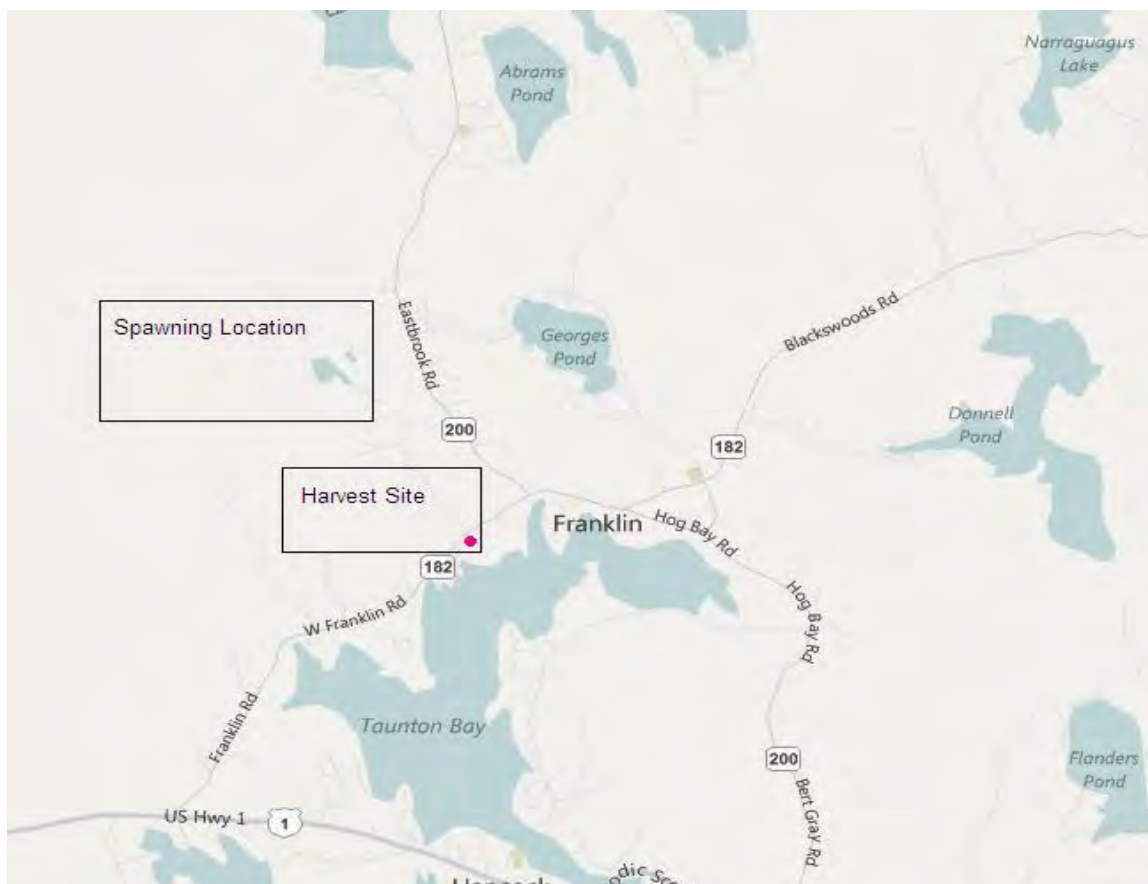 Abrams
Pond
Narraguagus
Lake
Spawning Location
Eastbrook Rd
Georges
Pond
Blackswoods Rd
200
182
Donnell
Pond
Harvest Site
Franklin
Hog Bay Rd
182
W Franklin Rd
Hog Bay Rd
Franklin Rd
Taunton Bay
200
Flanders
Pond
US Hwy 1
1
Bert Gray Rd